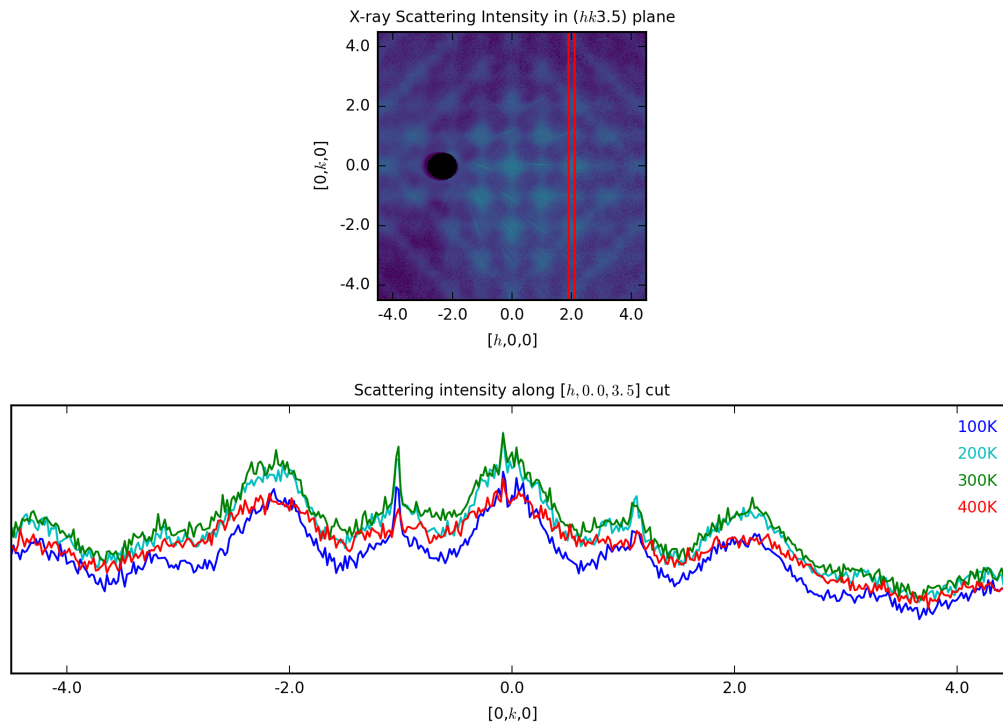 X-ray Scattering Intensity in (hk3.5) plane
4.0
2.0
0.0
-2.0
-4.0
[0,k,0]
-4.0 -2.0 0.0 2.0 4.0
[h,0,0]
Scattering intensity along [h,0.0,3.5] cut
100K
200K
300K
400K
-4.0 -2.0 0.0 2.0 4.0
[0,k,0]